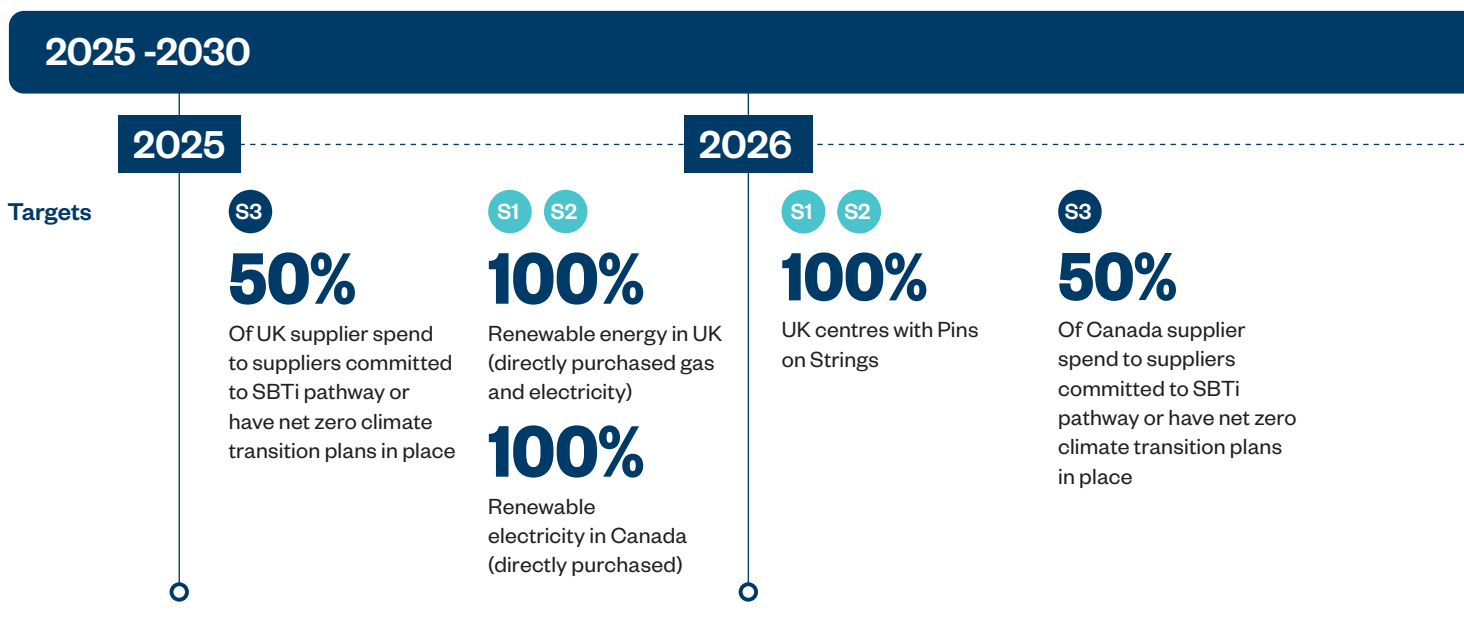 2025 -2030
2025
2026
Targets
S3
50%
Of UK supplier spend
to suppliers committed
to SBTi pathway or
have net zero climate
transition plans in place
S1 S2
100%
Renewable energy in UK
(directly purchased gas
and electricity)
100%
Renewable
electricity in Canada
(directly purchased)
S1 S2
100%
UK centres with Pins
on Strings
S3
50%
Of Canada supplier
spend to suppliers
committed to SBTi
pathway or have net zero
climate transition plans
in place